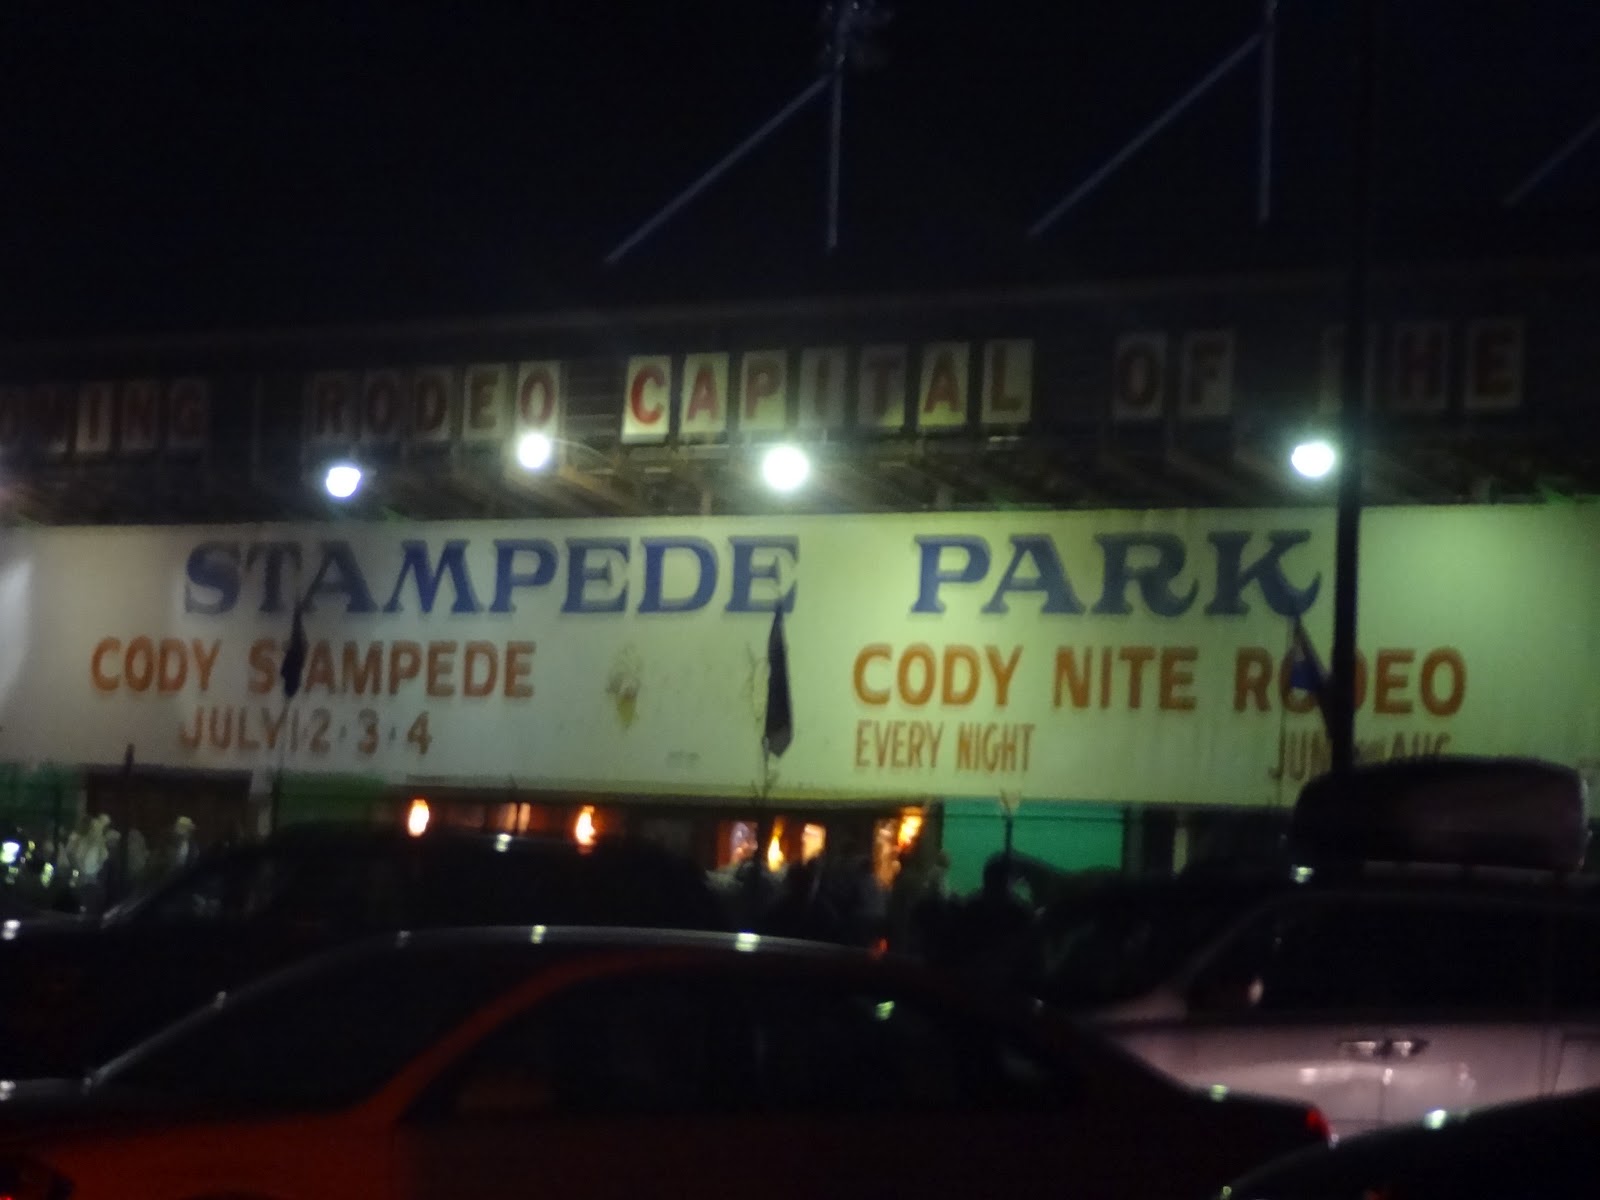 RODEO CAPITAL OF THE
STAMPEDE PARK
CODY STAMPEDE
JULY 1·2·3·4
CODY NITE RODEO
EVERY NIGHT